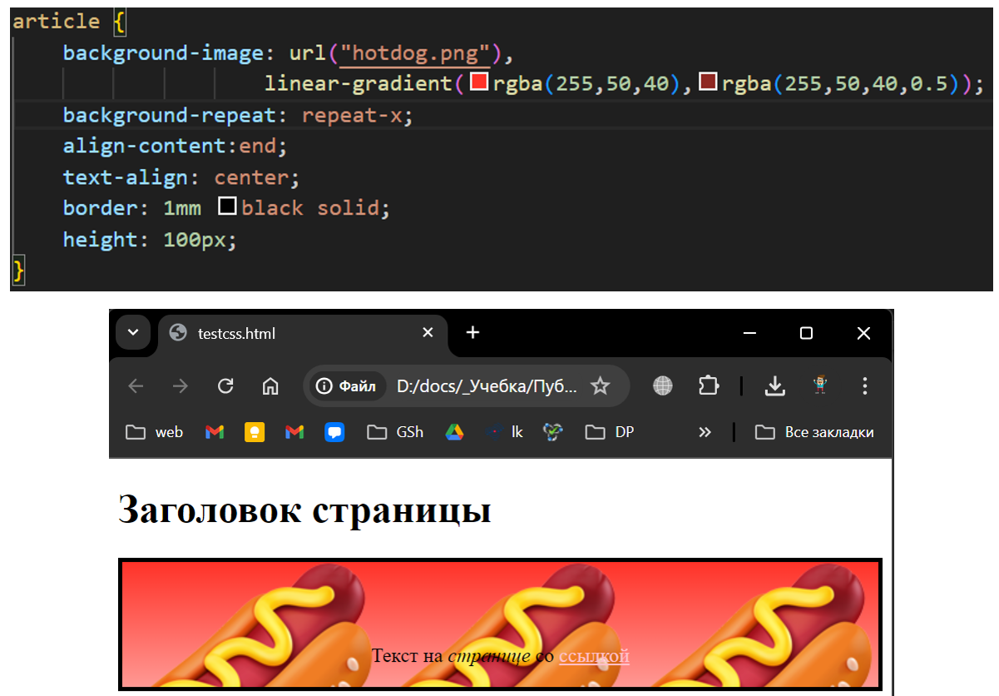 article {
background-image: url("hotdog.png"),
linear-gradient(rgba(255,50,40),rgba(255,50,40,0.5));
background-repeat: repeat-x;
align-content:end;
text-align: center;
border: 1mm black solid;
height: 100px;
}
testcss.html
Файл D:/docs/_Учебка/Пуб...
web GSh lk DP » Все закладки
Заголовок страницы
Текст на странице со ссылкой